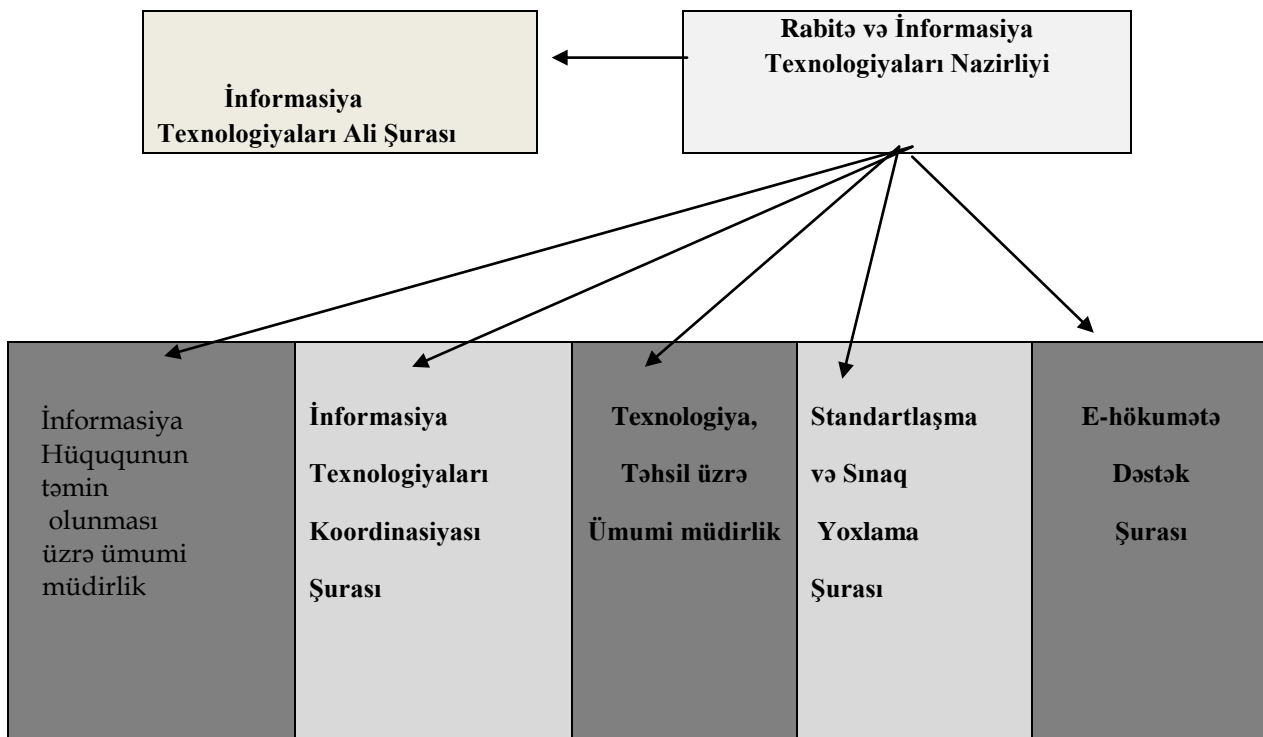 İnformasiya
Texnologiyaları Ali Şurası
Rabitə və İnformasiya
Texnologiyaları Nazirliyi
İnformasiya
Hüququnun
təmin
olunması
üzrə ümumi
müdirlik
İnformasiya
Texnologiyaları
Koordinasiyası
Şurası
Texnologiya,
Təhsil üzrə
Ümumi müdirlik
Standartlaşma
və Sınaq
Yoxlama
Şurası
E-hökumətə
Dəstək
Şurası